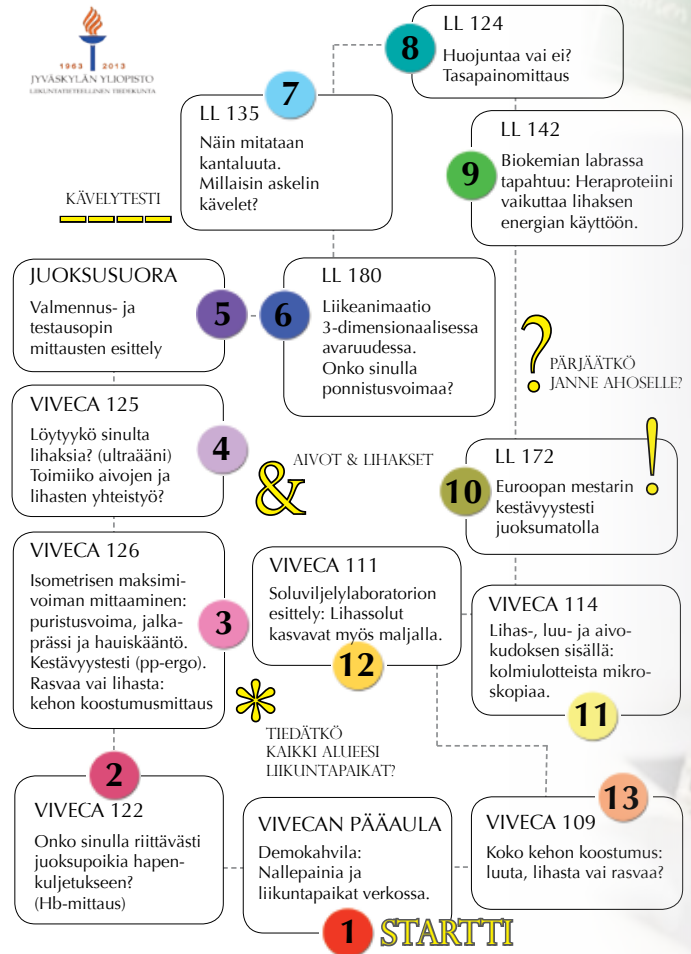 1963 2013
JYVÄSKYLÄN YLIOPISTO
LIIKUNTATIETEELLINEN TIEDEKUNTA
8
LL 124
Huojuntaa vai ei?
Tasapainomittaus
7
LL 135
Näin mitataan
kantaluuta.
Millaisin askelin
kävelet?
9
LL 142
Biokemian labrassa
tapahtuu: Heraproteiini
vaikuttaa lihaksen
energian käyttöön.
KÄVELYTESTI
5
JUOKSUSUORA
Valmennus- ja
testausopin
mittausten esittely
6
LL 180
Liikeanimaatio
3-dimensionaalisessa
avaruudessa.
Onko sinulla
ponnistusvoimaa?
?
PÄRJÄÄTKÖ
JANNE AHOSELLE?
4
VIVECA 125
Löytyykö sinulta
lihaksia? (ultraääni)
Toimiiko aivojen ja
lihasten yhteistyö?
&
AIVOT & LIHAKSET
10
LL 172
Euroopan mestarin
kestävyystesti
juoksumatolla
!
3
VIVECA 126
Isometrisen maksimi-
voiman mittaaminen:
puristusvoima, jalka-
prässi ja hauiskääntö.
Kestävyystesti (pp-ergo).
Rasvaa vai lihasta:
kehon koostumusmittaus
VIVECA 111
Soluviljelylaboratorion
esittely: Lihassolut
kasvavat myös maljalla.
12
VIVECA 114
Lihas-, luu- ja aivo-
kudoksen sisällä:
kolmiulotteista mikro-
skopiaa.
11
*
TIEDÄTKÖ
KAIKKI ALUEESI
LIIKUNTAPAIKAT?
2
VIVECA 122
Onko sinulla riittävästi
juoksupoikia hapen-
kuljetukseen?
(Hb-mittaus)
VIVECAN PÄÄAULA
Demokahvila:
Nallepainia ja
liikuntapaikat verkossa.
1 STARTTI
13
VIVECA 109
Koko kehon koostumus:
luuta, lihasta vai rasvaa?